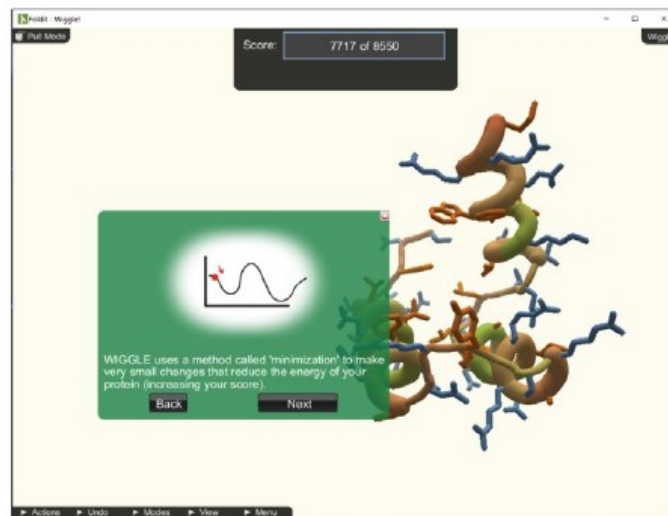 Foldit - Wiggle!
Pull Mode
Score: 7717 of 8550
Wiggle
WIGGLE uses a method called 'minimization' to make
very small changes that reduce the energy of your
protein (increasing your score).
Back Next
Actions Undo Modes View Menu